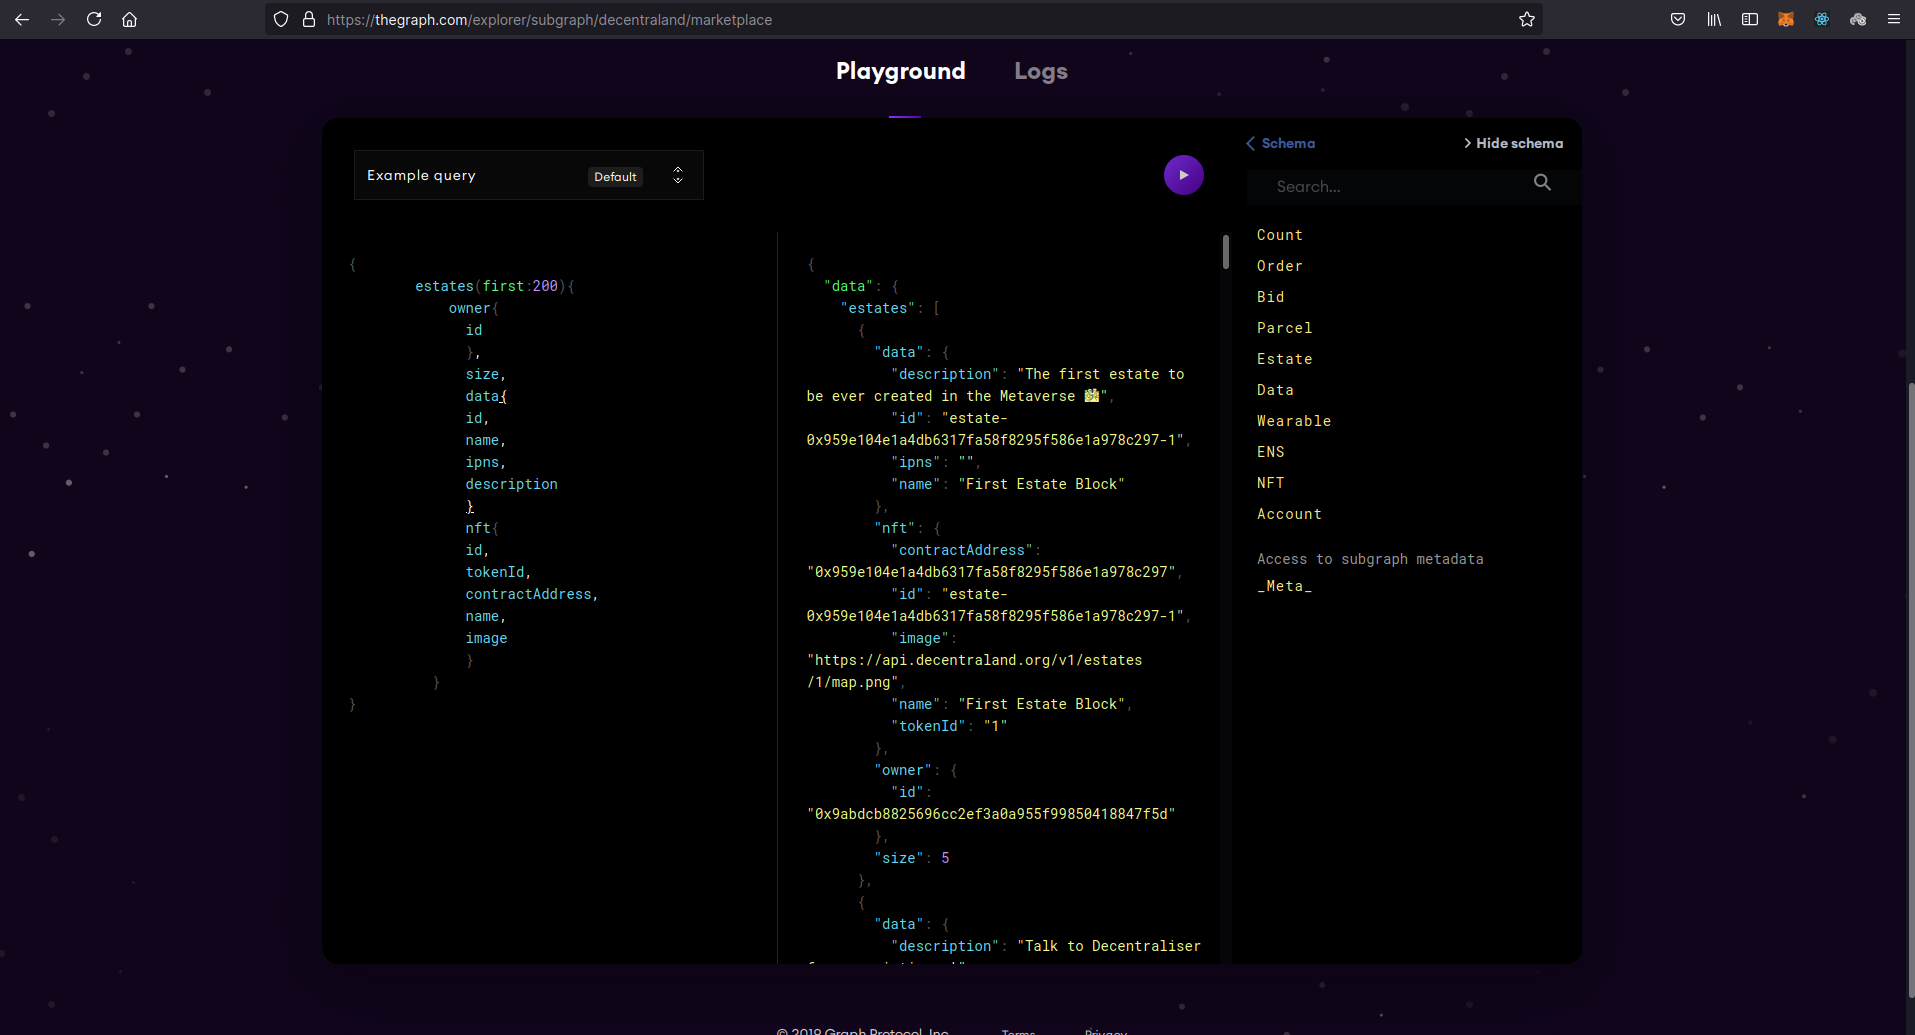 https://thegraph.com/explorer/subgraph/decentraland/marketplace
Playground Logs
Example query Default
{
estates(first:200){
owner{
id
},
size,
data{
id,
name,
ipns,
description
}
nft{
id,
tokenId,
contractAddress,
name,
image
}
}
}
{
"data": {
"estates": [
{
"data": {
"description": "The first estate to
be ever created in the Metaverse 🎊",
"id": "estate-
0x959e104e1a4db6317fa58f8295f586e1a978c297-1",
"ipns": "",
"name": "First Estate Block"
},
"nft": {
"contractAddress":
"0x959e104e1a4db6317fa58f8295f586e1a978c297",
"id": "estate-
0x959e104e1a4db6317fa58f8295f586e1a978c297-1",
"image":
"https://api.decentraland.org/v1/estates
/1/map.png",
"name": "First Estate Block",
"tokenId": "1"
},
"owner": {
"id":
"0x9abdcb8825696cc2ef3a0a955f99850418847f5d"
},
"size": 5
},
{
"data": {
"description": "Talk to Decentraliser
Schema
Hide schema
Search...
Count
Order
Bid
Parcel
Estate
Data
Wearable
ENS
NFT
Account
Access to subgraph metadata
_Meta_
© 2019 Graph Protocol, Inc. Terms Privacy